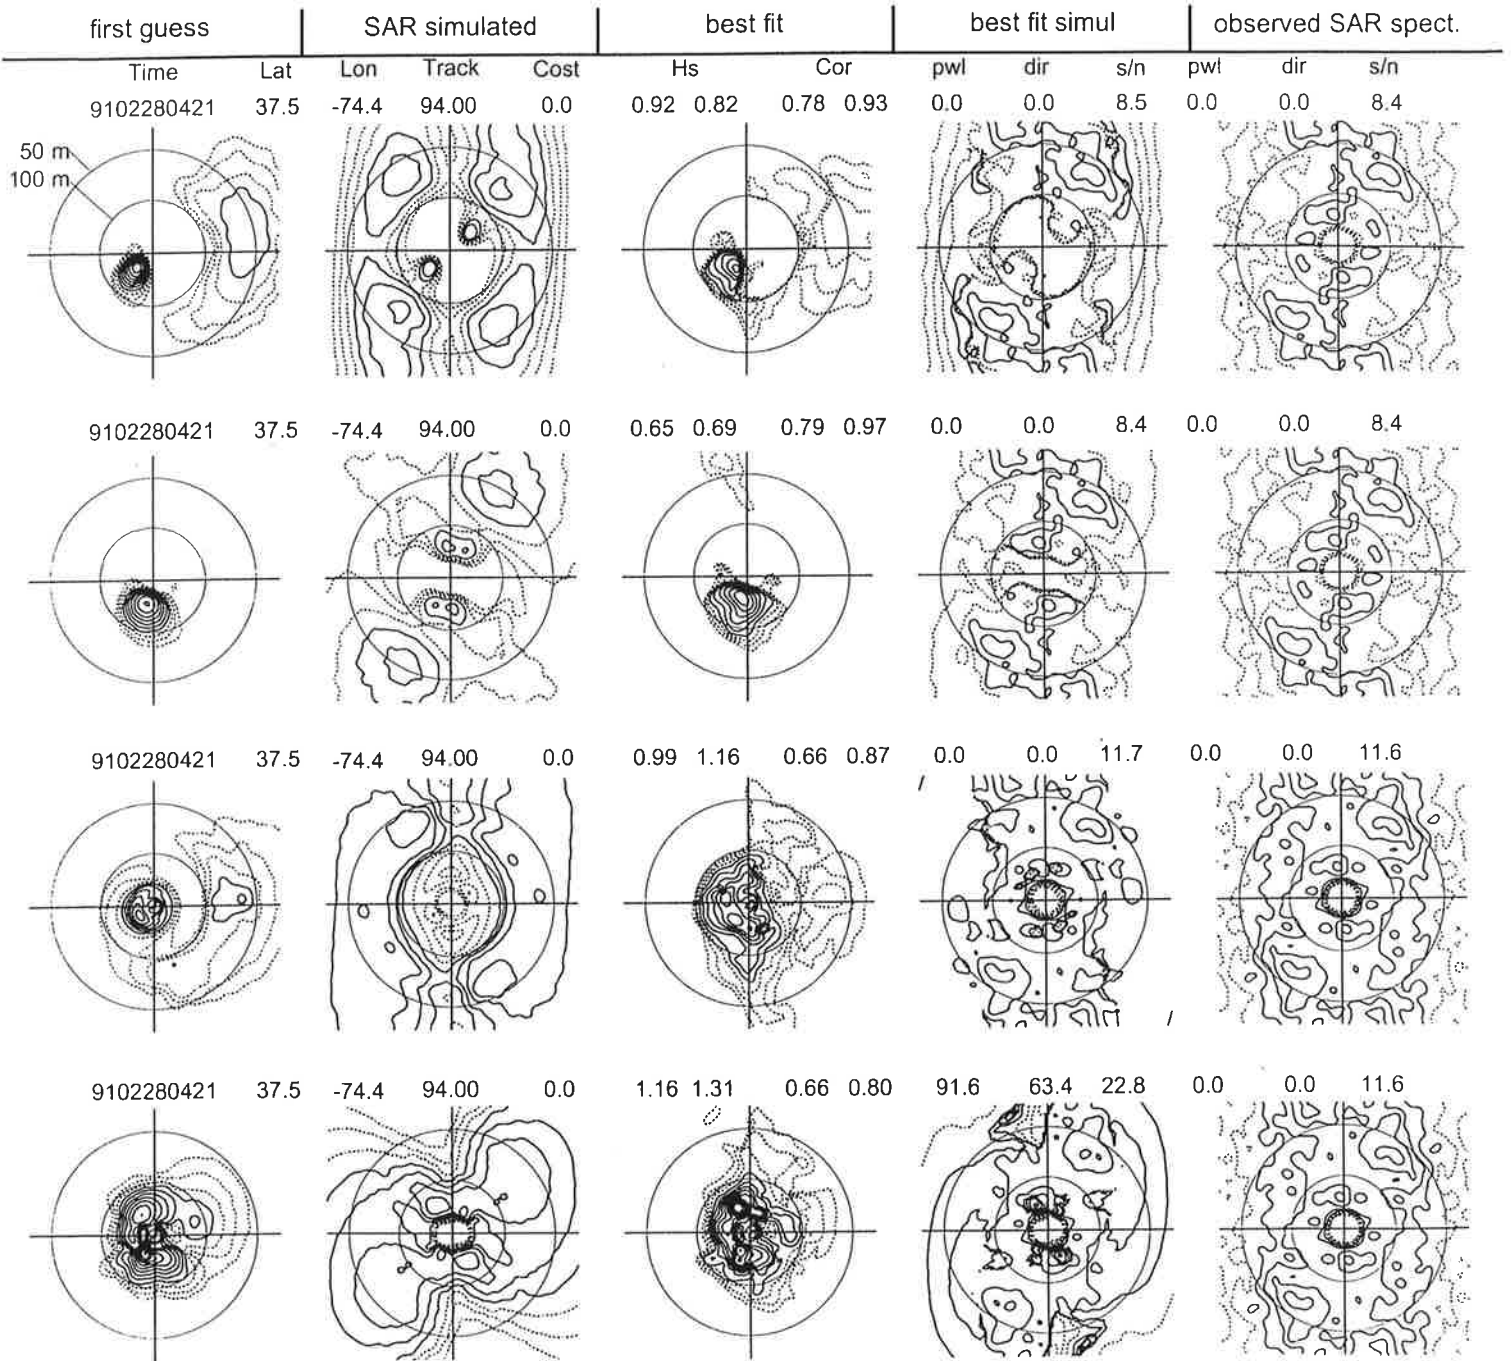 first guess SAR simulated best fit best fit simul observed SAR spect.
Time Lat Lon Track Cost Hs Cor pwl dir s/n pwl dir s/n
9102280421 37.5 -74.4 94.00 0.0 0.92 0.82 0.78 0.93 0.0 0.0 8.5 0.0 0.0 8.4
50 m
100 m
9102280421 37.5 -74.4 94.00 0.0 0.65 0.69 0.79 0.97 0.0 0.0 8.4 0.0 0.0 8.4
9102280421 37.5 -74.4 94.00 0.0 0.99 1.16 0.66 0.87 0.0 0.0 11.7 0.0 0.0 11.6
9102280421 37.5 -74.4 94.00 0.0 1.16 1.31 0.66 0.80 91.6 63.4 22.8 0.0 0.0 11.6